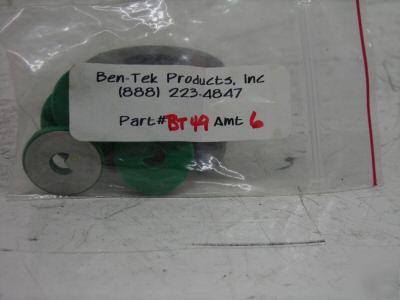 Ben-Tek Products, Inc
(888) 223-4847
Part# BT49 Amt 6